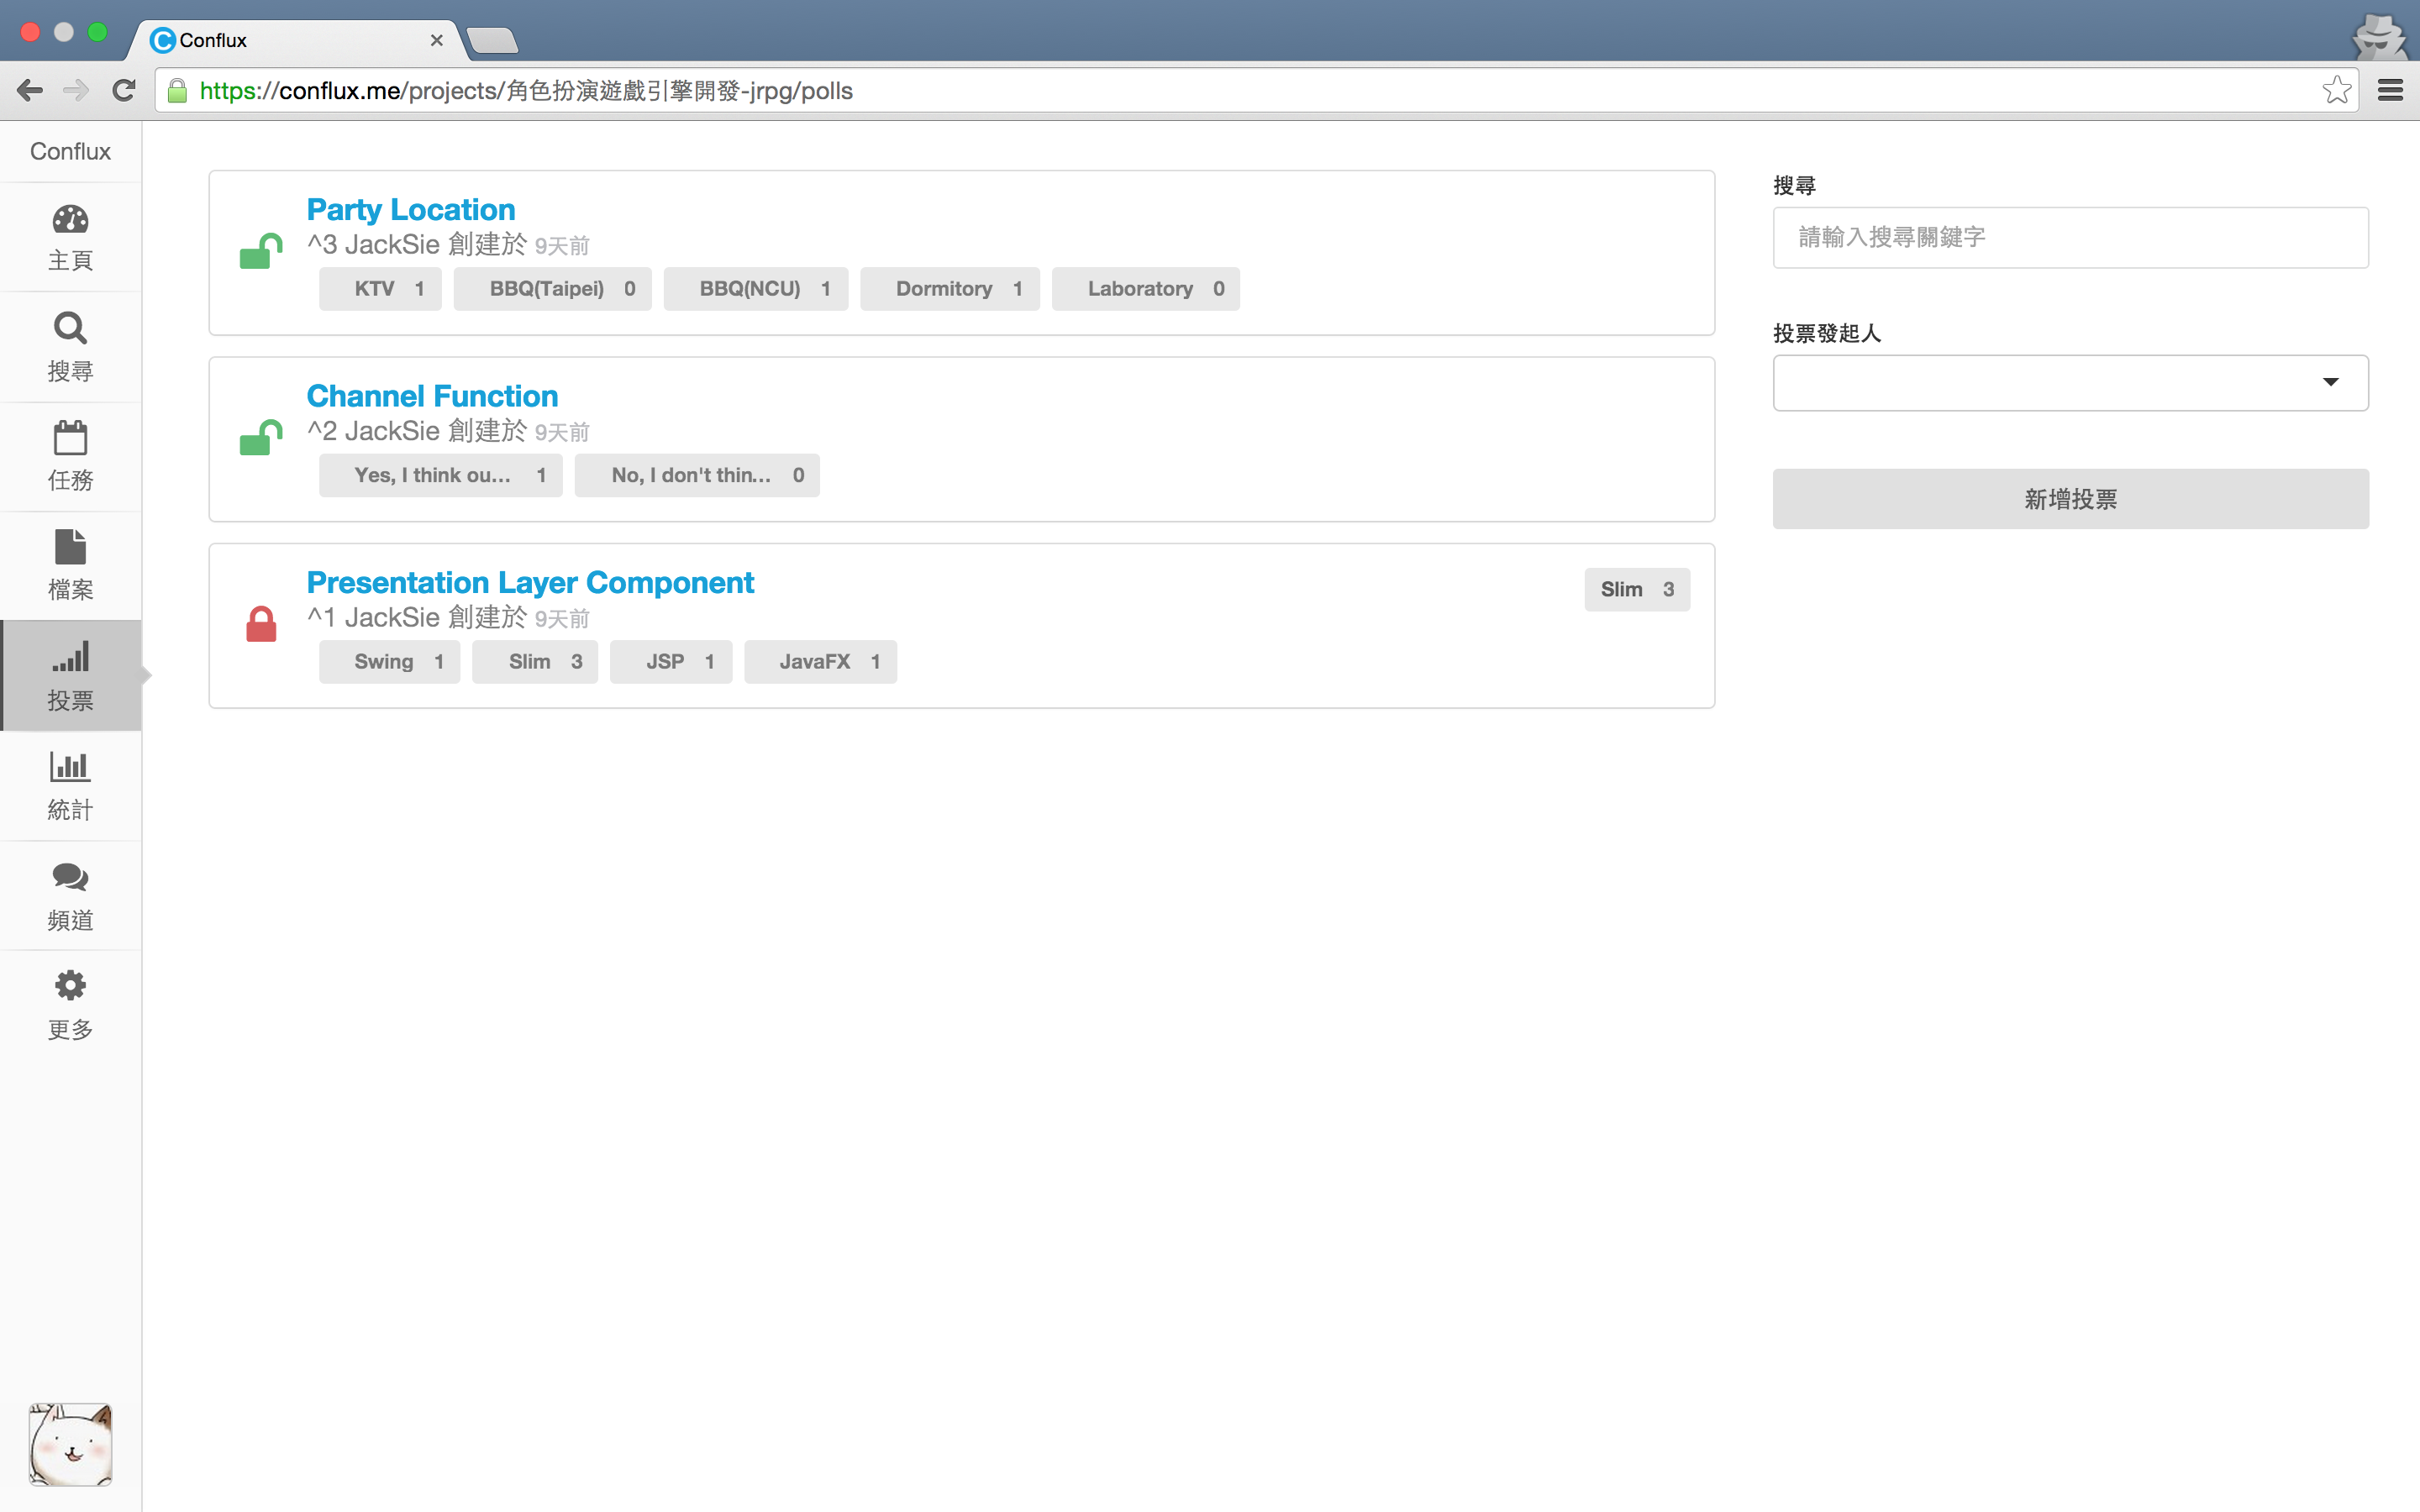 Conflux
https://conflux.me/projects/角色扮演遊戲引擎開發-jrpg/polls
Conflux
主頁
搜尋
任務
檔案
投票
統計
頻道
更多
Party Location
^3 JackSie 創建於 9天前
KTV 1 BBQ(Taipei) 0 BBQ(NCU) 1 Dormitory 1 Laboratory 0
Channel Function
^2 JackSie 創建於 9天前
Yes, I think ou... 1 No, I don't thin... 0
Presentation Layer Component
Slim 3
^1 JackSie 創建於 9天前
Swing 1 Slim 3 JSP 1 JavaFX 1
搜尋
請輸入搜尋關鍵字
投票發起人
新增投票